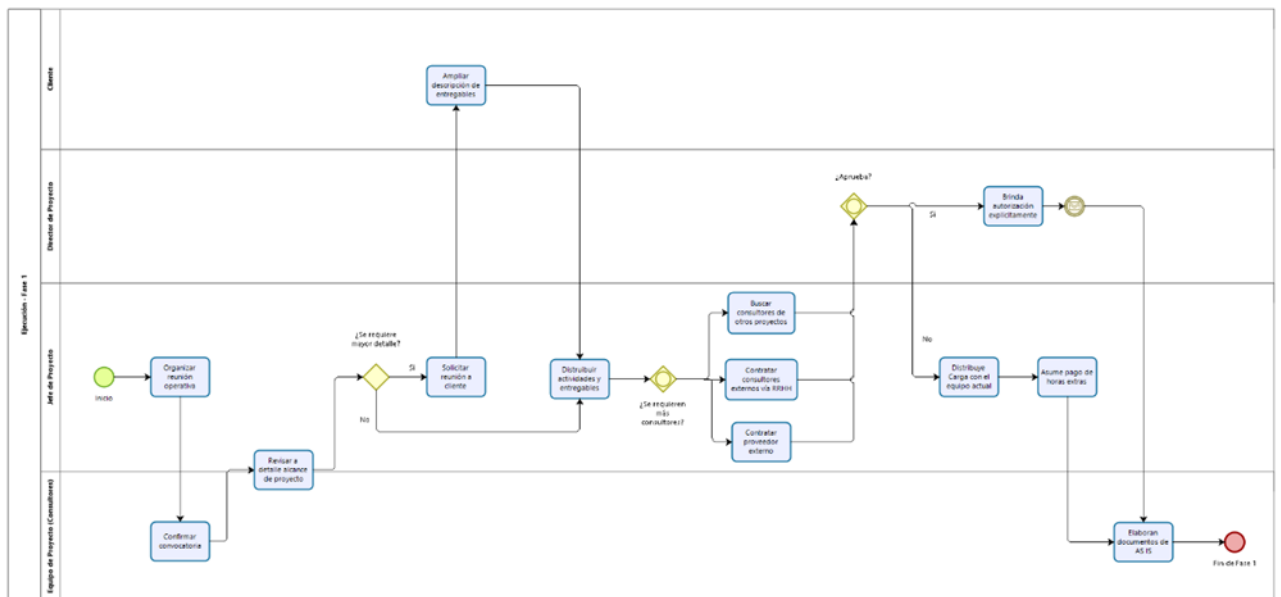 Ejecución - Fase 1
Cliente
Director de Proyecto
Jefe de Proyecto
Equipo de Proyecto (Consultores)
Ampliar
descripción de
entregables
¿Aprueba?
Si
Brinda
autorización
explícitamente
Inicio
Organizar
reunión
operativa
Revisar a
detalle alcance
de proyecto
¿Se requiere
mayor detalle?
Si
No
Solicitar
reunión a
cliente
Distruibuir
actividades y
entregables
¿Se requieren
más
consultores?
Buscar
consultores de
otros proyectos
Contratar
consultores
externos vía RRHH
Contratar
proveedor
externo
No
Distribuye
Carga con el
equipo actual
Asume pago de
horas extras
Confirmar
convocatoria
Elaboran
documentos de
AS IS
Fin de Fase 1